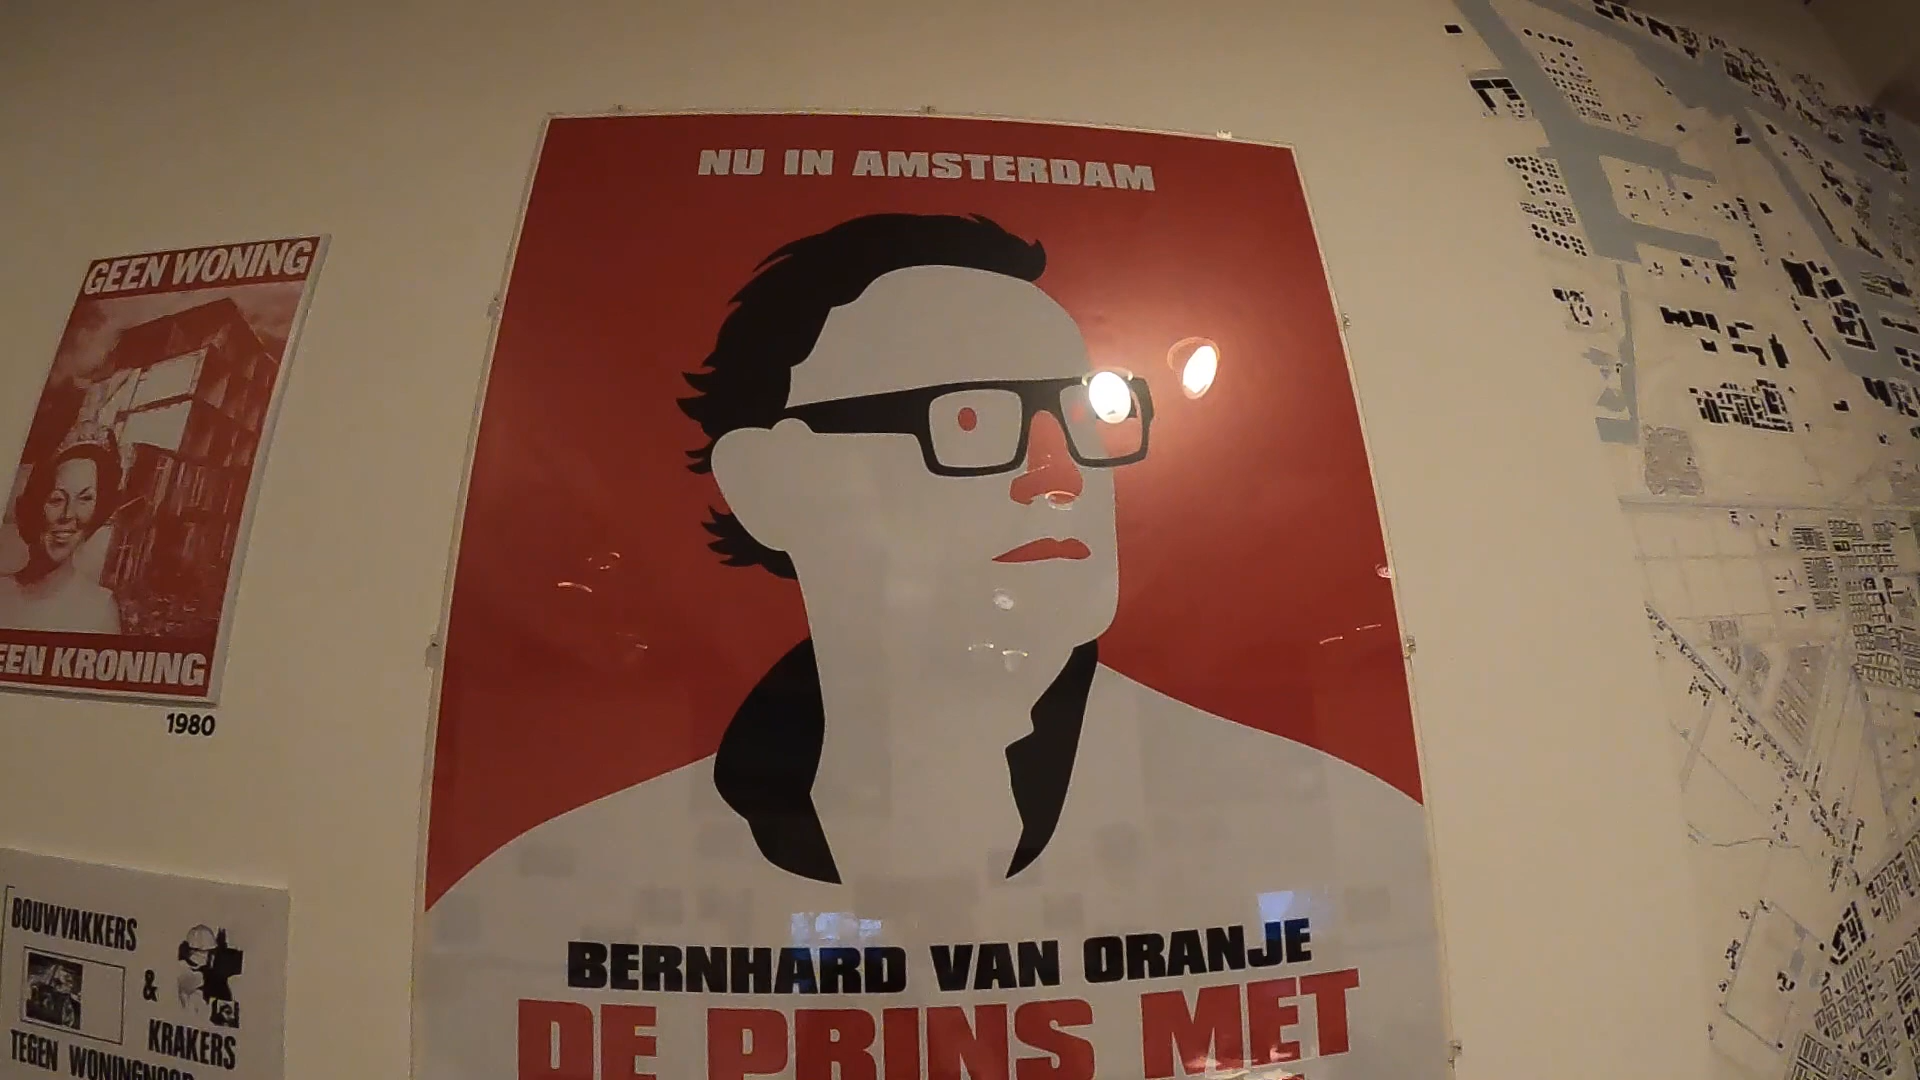 NU IN AMSTERDAM
BERNHARD VAN ORANJE
DE PRINS MET
GEEN WONING
EEN KRONING
1980
BOUWVAKKERS
&
KRAKERS
TEGEN